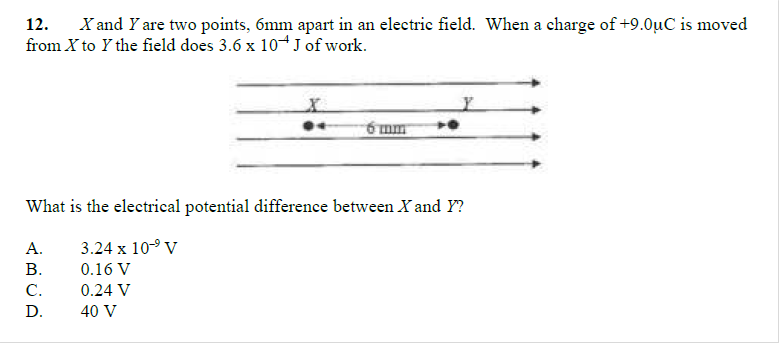 12. X and Y are two points, 6mm apart in an electric field. When a charge of +9.0μC is moved
from X to Y the field does 3.6 x 10⁻⁴ J of work.
X Y
6 mm
What is the electrical potential difference between X and Y?
A. 3.24 x 10⁻⁹ V
B. 0.16 V
C. 0.24 V
D. 40 V